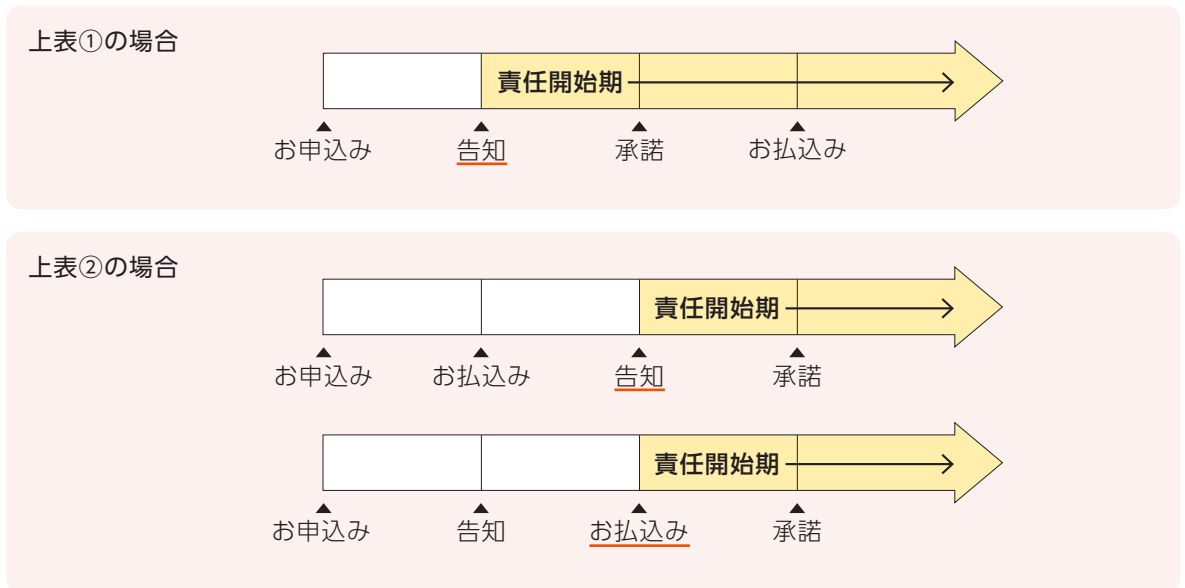 上表①の場合
責任開始期
お申込み 告知 承諾 お払込み
上表②の場合
責任開始期
お申込み お払込み 告知 承諾
責任開始期
お申込み 告知 お払込み 承諾